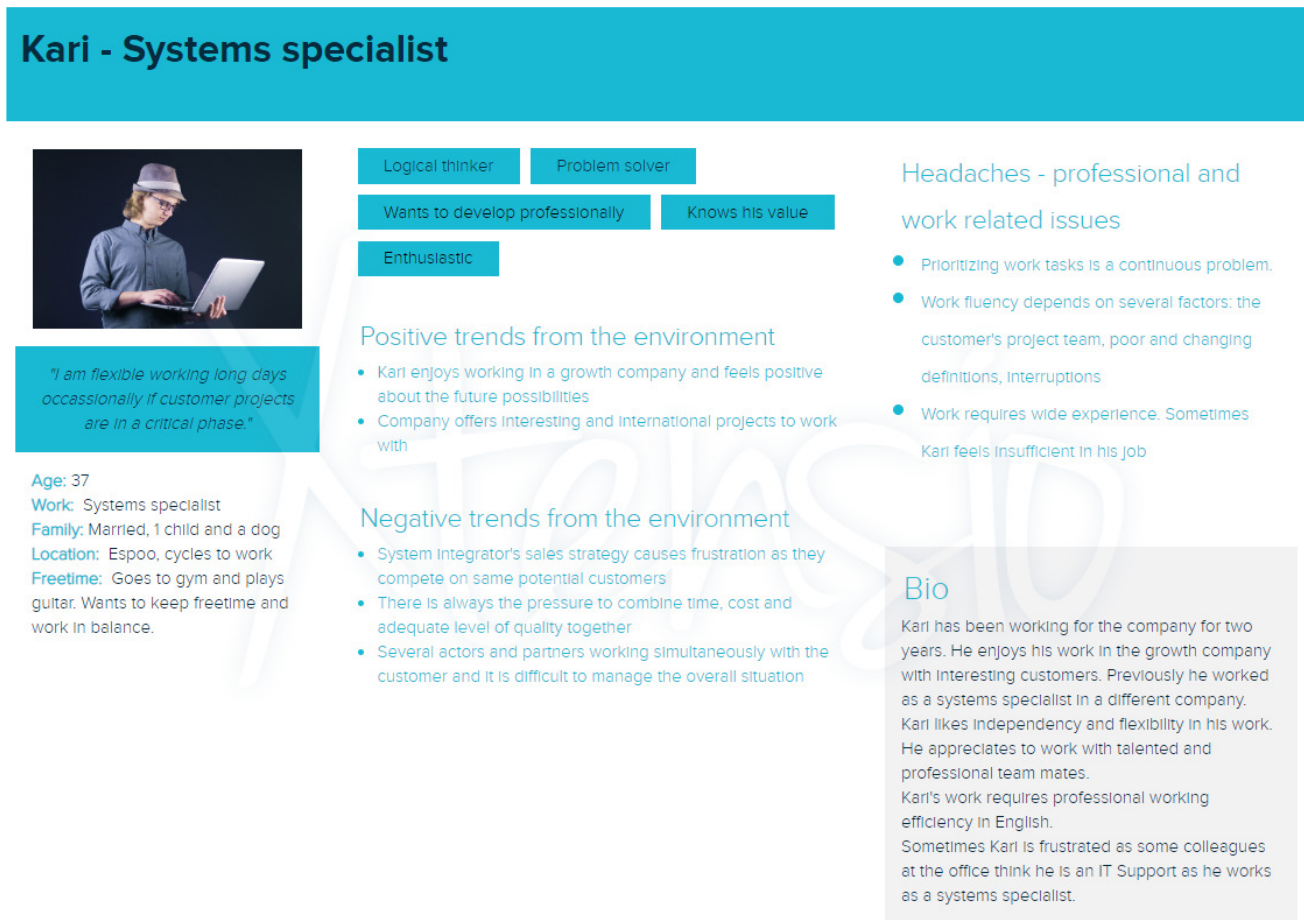 Kari - Systems specialist
"I am flexible working long days
occassionally if customer projects
are in a critical phase."
Age: 37
Work: Systems specialist
Family: Married, 1 child and a dog
Location: Espoo, cycles to work
Freetime: Goes to gym and plays
guitar. Wants to keep freetime and
work in balance.
Logical thinker
Problem solver
Wants to develop professionally
Knows his value
Enthusiastic
Positive trends from the environment
Kari enjoys working in a growth company and feels positive
about the future possibilities
Company offers interesting and international projects to work
with
Negative trends from the environment
System integrator's sales strategy causes frustration as they
compete on same potential customers
There is always the pressure to combine time, cost and
adequate level of quality together
Several actors and partners working simultaneously with the
customer and it is difficult to manage the overall situation
Headaches - professional and
work related issues
Prioritizing work tasks is a continuous problem.
Work fluency depends on several factors: the
customer's project team, poor and changing
definitions, interruptions
Work requires wide experience. Sometimes
Kari feels insufficient in his job
Bio
Kari has been working for the company for two
years. He enjoys his work in the growth company
with interesting customers. Previously he worked
as a systems specialist in a different company.
Kari likes independency and flexibility in his work.
He appreciates to work with talented and
professional team mates.
Kari's work requires professional working
efficiency in English.
Sometimes Kari is frustrated as some colleagues
at the office think he is an IT Support as he works
as a systems specialist.
Xtensio